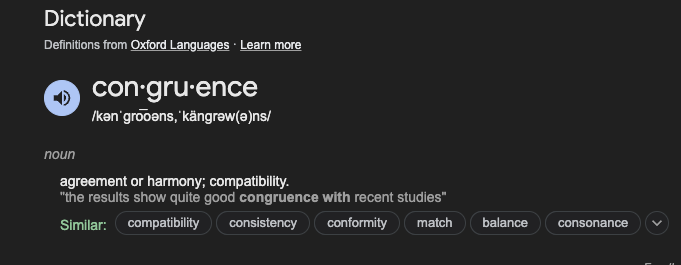 Dictionary
Definitions from Oxford Languages · Learn more
con·gru·ence
/kənˈgro͞oəns,ˈkäNGgrəw(ə)ns/
noun
agreement or harmony; compatibility.
"the results show quite good congruence with recent studies"
Similar: compatibility consistency conformity match balance consonance